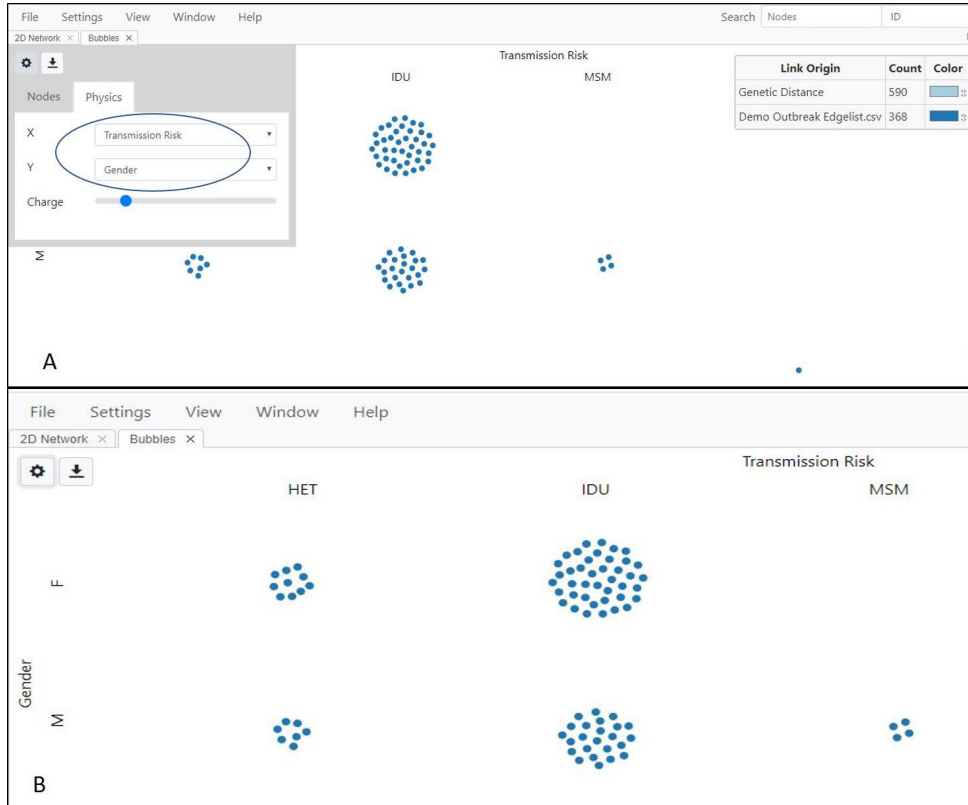 File Settings View Window Help Search Nodes ID
2D Network × Bubbles ×
Transmission Risk
IDU MSM
Link Origin Count Color
Genetic Distance 590
Demo Outbreak Edgelist.csv 368
Nodes Physics
X Transmission Risk
Y Gender
Charge
M
A
File Settings View Window Help
2D Network × Bubbles ×
Transmission Risk
HET IDU MSM
F
Gender
M
B